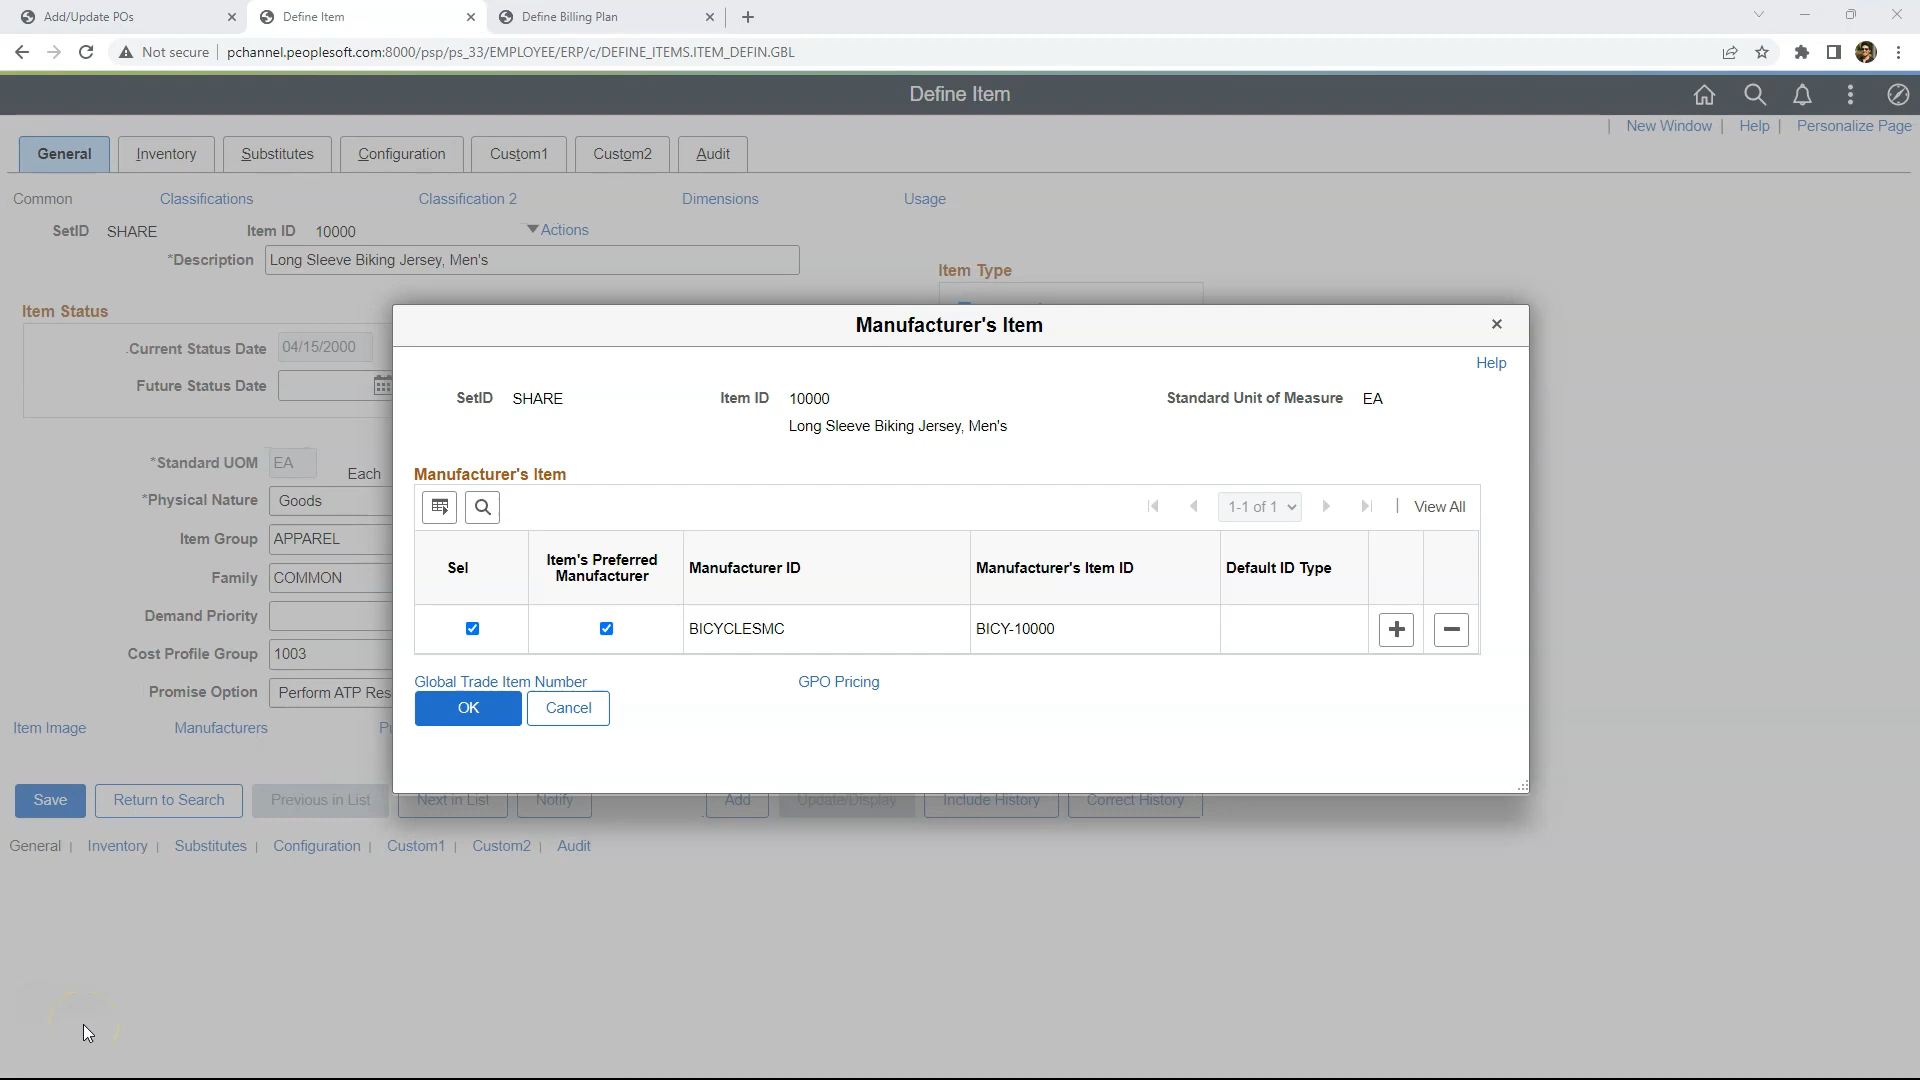 Add/Update POs
Define Item
Define Billing Plan
Not secure
pchannel.peoplesoft.com:8000/psp/ps_33/EMPLOYEE/ERP/c/DEFINE_ITEMS.ITEM_DEFIN.GBL
Define Item
New Window | Help | Personalize Page
General Inventory Substitutes Configuration Custom1 Custom2 Audit
Common Classifications Classification 2 Dimensions Usage
SetID SHARE Item ID 10000 Actions
*Description Long Sleeve Biking Jersey, Men's
Item Type
Item Status
Current Status Date 04/15/2000
Future Status Date
*Standard UOM EA Each
*Physical Nature Goods
Item Group APPAREL
Family COMMON
Demand Priority
Cost Profile Group 1003
Promise Option Perform ATP Res
Item Image Manufacturers
Save Return to Search Previous in List Next in List Notify Add Update/Display Include History Correct History
General | Inventory | Substitutes | Configuration | Custom1 | Custom2 | Audit
Manufacturer's Item
Help
SetID SHARE Item ID 10000 Standard Unit of Measure EA
Long Sleeve Biking Jersey, Men's
Manufacturer's Item
1-1 of 1 | View All
Sel Item's Preferred Manufacturer Manufacturer ID Manufacturer's Item ID Default ID Type
BICYCLESMC BICY-10000
Global Trade Item Number GPO Pricing
OK Cancel